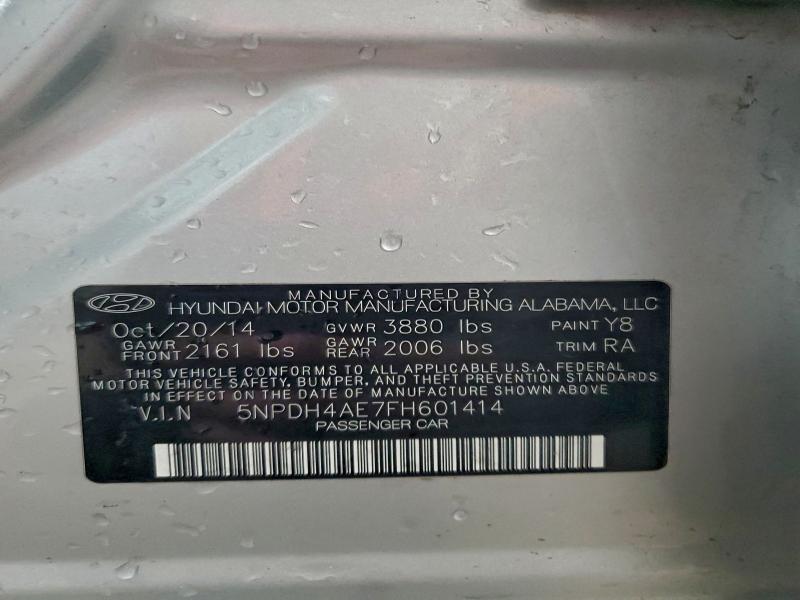 MANUFACTURED BY
HYUNDAI MOTOR MANUFACTURING ALABAMA, LLC
Oct/20/14 GVWR 3880 lbs PAINT Y8
GAWR FRONT 2161 lbs GAWR REAR 2006 lbs TRIM RA
THIS VEHICLE CONFORMS TO ALL APPLICABLE U.S.A. FEDERAL
MOTOR VEHICLE SAFETY, BUMPER, AND THEFT PREVENTION STANDARDS
IN EFFECT ON THE DATE OF MANUFACTURE SHOWN ABOVE.
V.I.N 5NPDH4AE7FH601414
PASSENGER CAR